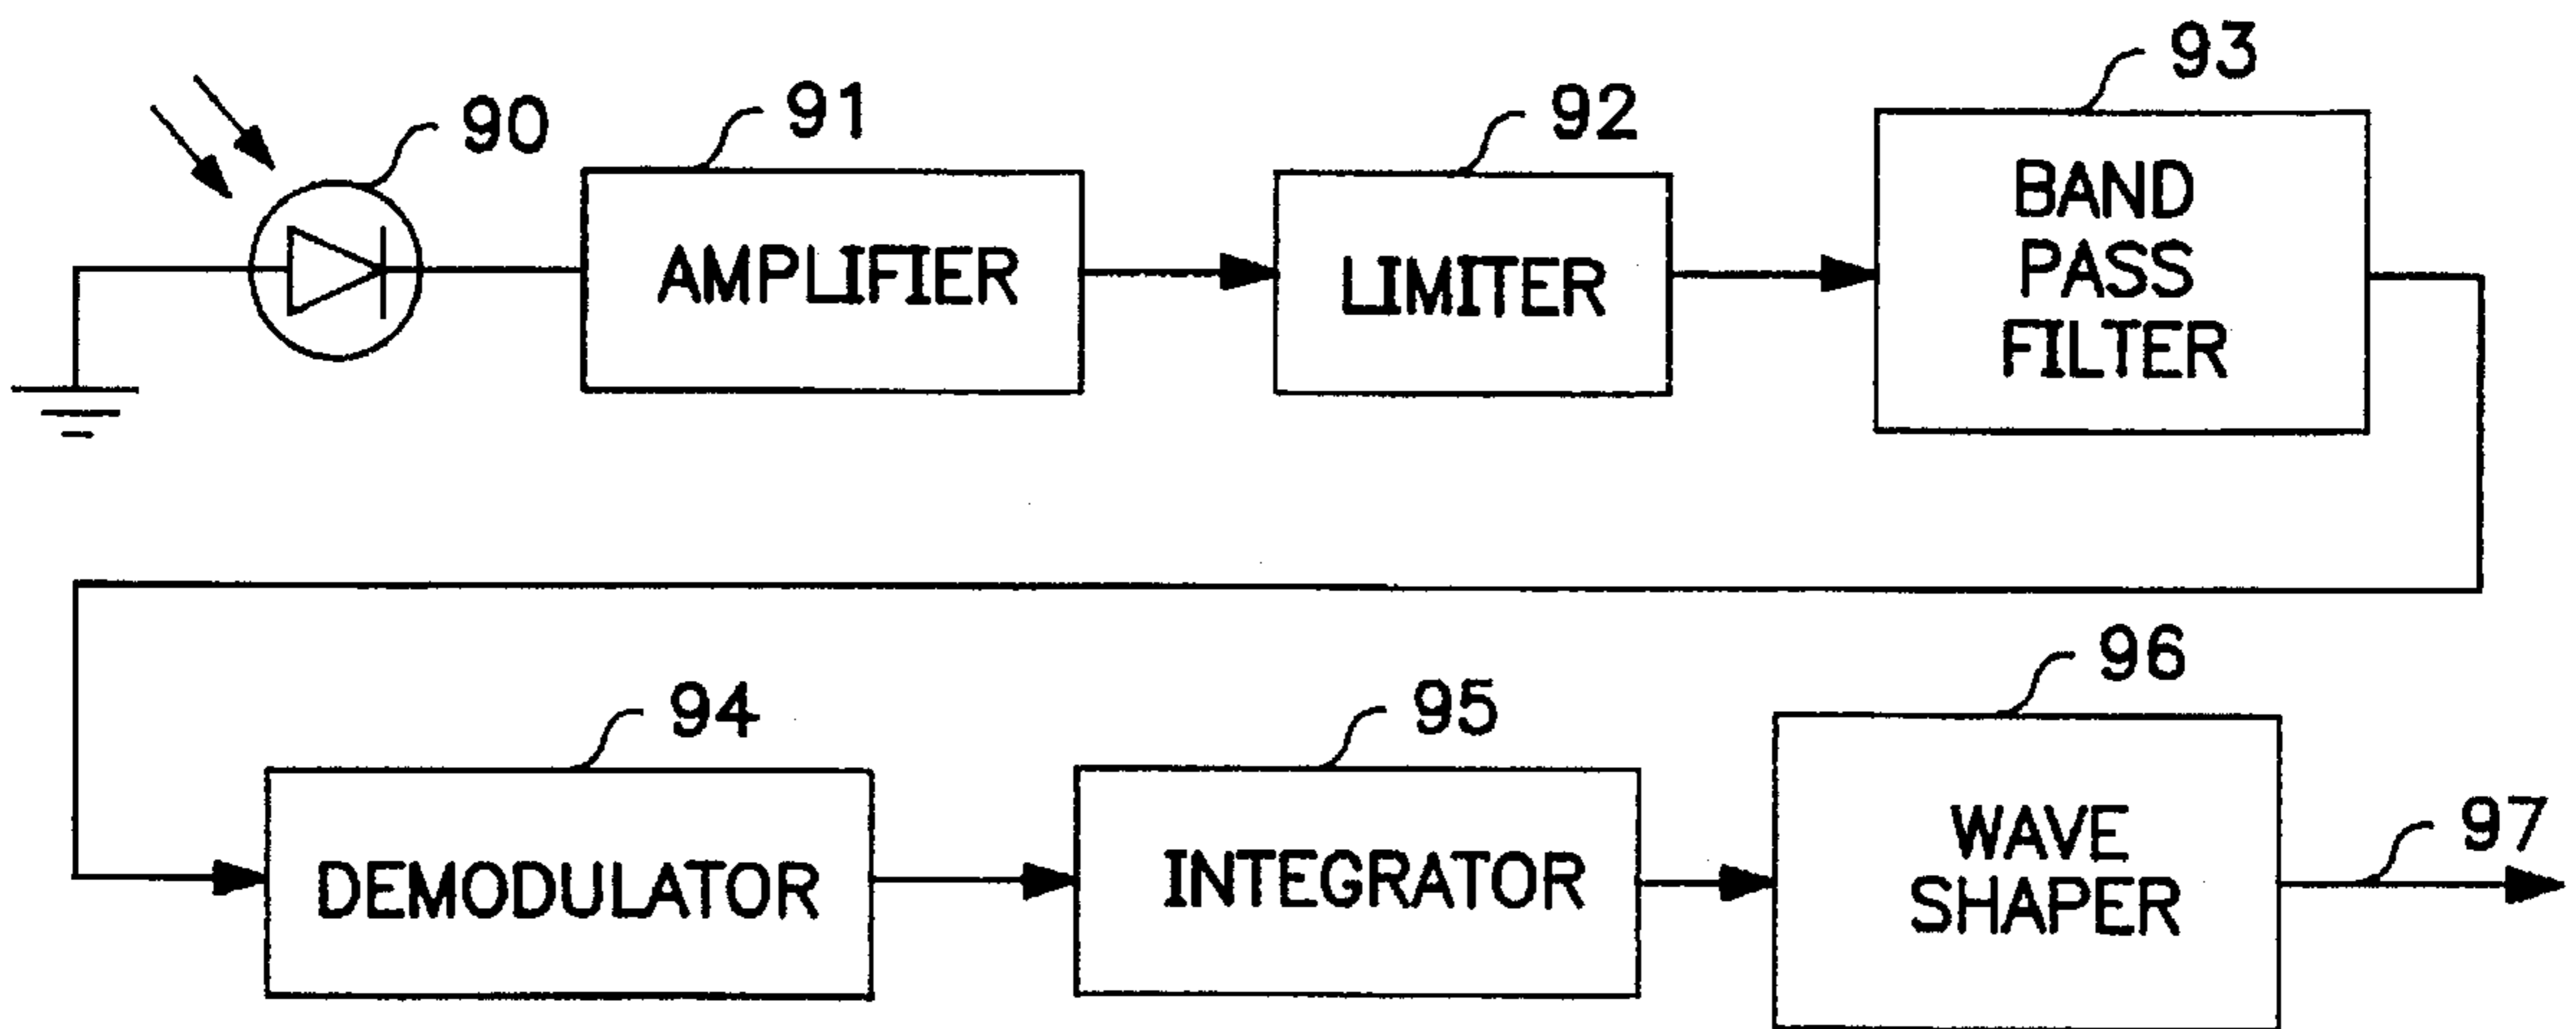 90
91
92
93
AMPLIFIER
LIMITER
BAND
PASS
FILTER
94
95
96
97
DEMODULATOR
INTEGRATOR
WAVE
SHAPER